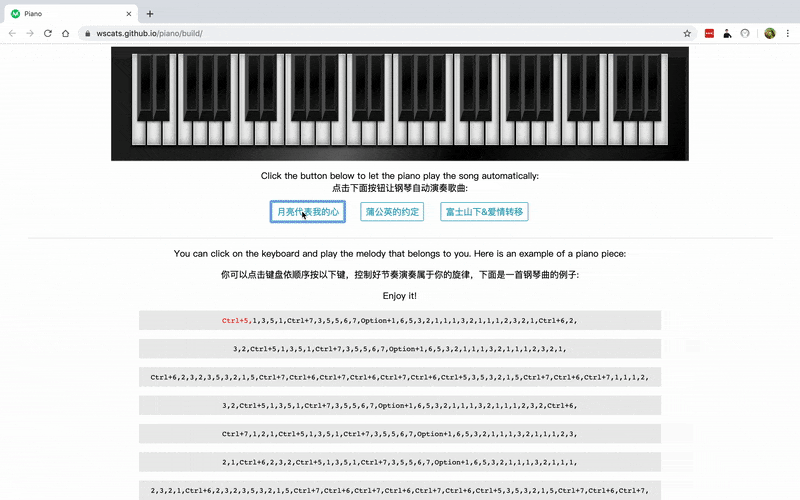 Piano
wscats.github.io/piano/build/
Click the button below to let the piano play the song automatically:
点击下面按钮让钢琴自动演奏歌曲:
月亮代表我的心 蒲公英的约定 富士山下&爱情转移
You can click on the keyboard and play the melody that belongs to you. Here is an example of a piano piece:
你可以点击键盘依顺序按以下键，控制好节奏演奏属于你的旋律，下面是一首钢琴曲的例子:
Enjoy it!
Ctrl+5,1,3,5,1,Ctrl+7,3,5,5,6,7,Option+1,6,5,3,2,1,1,1,3,2,1,1,1,2,3,2,1,Ctrl+6,2,
3,2,Ctrl+5,1,3,5,1,Ctrl+7,3,5,5,6,7,Option+1,6,5,3,2,1,1,1,3,2,1,1,1,2,3,2,1,
Ctrl+6,2,3,2,3,5,3,2,1,5,Ctrl+7,Ctrl+6,Ctrl+7,Ctrl+6,Ctrl+7,Ctrl+6,Ctrl+5,3,5,3,2,1,5,Ctrl+7,Ctrl+6,Ctrl+7,1,1,1,2,
3,2,Ctrl+5,1,3,5,1,Ctrl+7,3,5,5,6,7,Option+1,6,5,3,2,1,1,1,3,2,1,1,1,2,3,2,Ctrl+6,
Ctrl+7,1,2,1,Ctrl+5,1,3,5,1,Ctrl+7,3,5,5,6,7,Option+1,6,5,3,2,1,1,1,3,2,1,1,1,2,3,
2,1,Ctrl+6,2,3,2,Ctrl+5,1,3,5,1,Ctrl+7,3,5,5,6,7,Option+1,6,5,3,2,1,1,1,3,2,1,1,1,
2,3,2,1,Ctrl+6,2,3,2,3,5,3,2,1,5,Ctrl+7,Ctrl+6,Ctrl+7,Ctrl+6,Ctrl+7,Ctrl+6,Ctrl+5,3,5,3,2,1,5,Ctrl+7,Ctrl+6,Ctrl+7,